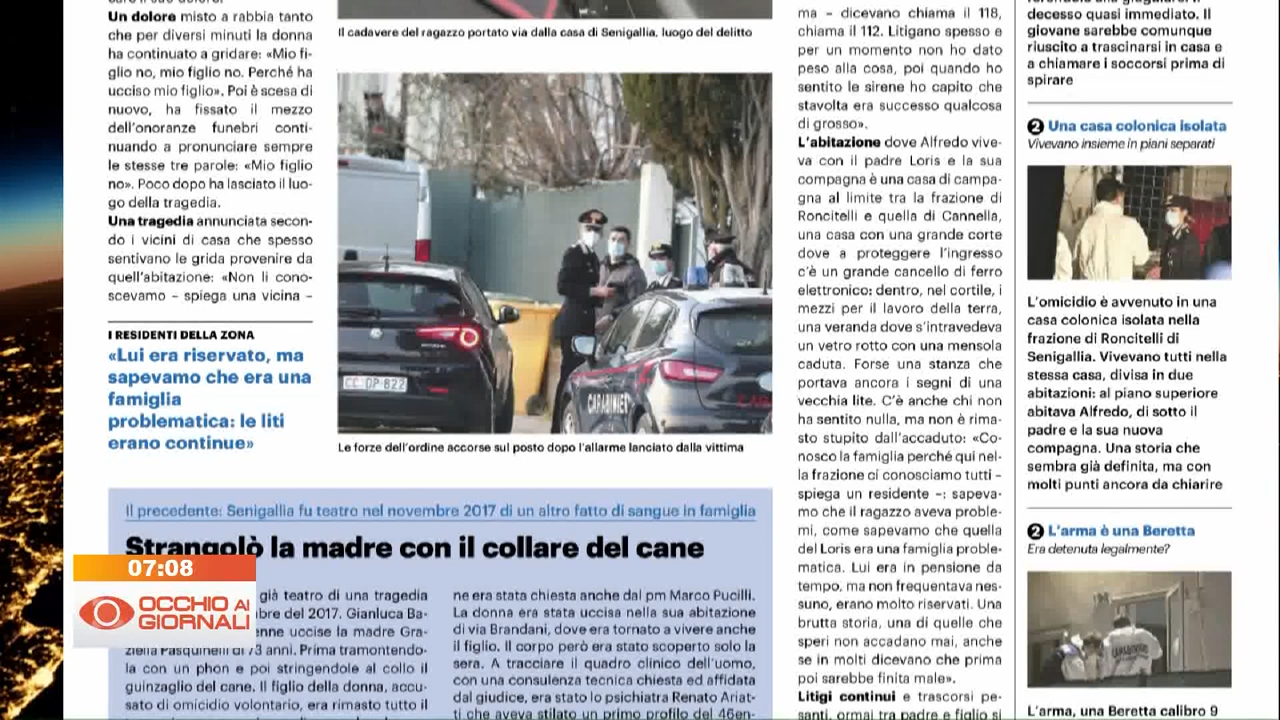 Un dolore misto a rabbia tanto
che per diversi minuti la donna
ha continuato a gridare: «Mio fi-
glio no, mio figlio no. Perché ha
ucciso mio figlio». Poi è scesa di
nuovo, ha fissato il mezzo
dell'onoranze funebri conti-
nuando a pronunciare sempre
le stesse tre parole: «Mio figlio
no». Poco dopo ha lasciato il luo-
go della tragedia.
Una tragedia annunciata secon-
do i vicini di casa che spesso
sentivano le grida provenire da
quell'abitazione: «Non li cono-
scevamo – spiega una vicina –
I RESIDENTI DELLA ZONA
«Lui era riservato, ma
sapevamo che era una
famiglia
problematica: le liti
erano continue»
Il cadavere del ragazzo portato via dalla casa di Senigallia, luogo del delitto
CARABINIERI
Le forze dell'ordine accorse sul posto dopo l'allarme lanciato dalla vittima
Il precedente: Senigallia fu teatro nel novembre 2017 di un altro fatto di sangue in famiglia
Strangolò la madre con il collare del cane
già teatro di una tragedia
bre del 2017. Gianluca Ba-
enne uccise la madre Gra-
ziella Pasquinelli di 73 anni. Prima tramontendo-
la con un phon e poi stringendole al collo il
guinzaglio del cane. Il figlio della donna, accu-
sato di omicidio volontario, era rimasto tutto il
ne era stata chiesta anche dal pm Marco Pucilli.
La donna era stata uccisa nella sua abitazione
di via Brandani, dove era tornato a vivere anche
il figlio. Il corpo però era stato scoperto solo la
sera. A tracciare il quadro clinico dell'uomo,
con una consulenza tecnica chiesta ed affidata
dal giudice, era stato lo psichiatra Renato Ariat-
ti che aveva stilato un primo profilo del 46en-
ma – dicevano chiama il 118,
chiama il 112. Litigano spesso e
per un momento non ho dato
peso alla cosa, poi quando ho
sentito le sirene ho capito che
stavolta era successo qualcosa
di grosso».
L'abitazione dove Alfredo vive-
va con il padre Loris e la sua
compagna è una casa di campa-
gna al limite tra la frazione di
Roncitelli e quella di Cannella,
una casa con una grande corte
dove a proteggere l'ingresso
c'è un grande cancello di ferro
elettronico: dentro, nel cortile, i
mezzi per il lavoro della terra,
una veranda dove s'intravedeva
un vetro rotto con una mensola
caduta. Forse una stanza che
portava ancora i segni di una
vecchia lite. C'è anche chi non
ha sentito nulla, ma non è rima-
sto stupito dall'accaduto: «Co-
nosco la famiglia perché qui nel-
la frazione ci conosciamo tutti –
spiega un residente –: sapeva-
mo che il ragazzo aveva proble-
mi, come sapevamo che quella
del Loris era una famiglia proble-
matica. Lui era in pensione da
tempo, ma non frequentava nes-
suno, erano molto riservati. Una
brutta storia, una di quelle che
speri non accadano mai, anche
se in molti dicevano che prima
poi sarebbe finita male».
Litigi continui e trascorsi pe-
santi, ormai tra padre e figlio si
decesso quasi immediato. Il
giovane sarebbe comunque
riuscito a trascinarsi in casa e
a chiamare i soccorsi prima di
spirare
2 Una casa colonica isolata
Vivevano insieme in piani separati
L'omicidio è avvenuto in una
casa colonica isolata nella
frazione di Roncitelli di
Senigallia. Vivevano tutti nella
stessa casa, divisa in due
abitazioni: al piano superiore
abitava Alfredo, di sotto il
padre e la sua nuova
compagna. Una storia che
sembra già definita, ma con
molti punti ancora da chiarire
2 L'arma è una Beretta
Era detenuta legalmente?
CARABINIERI
L'arma, una Beretta calibro 9
07:08
OCCHIO AI
GIORNALI